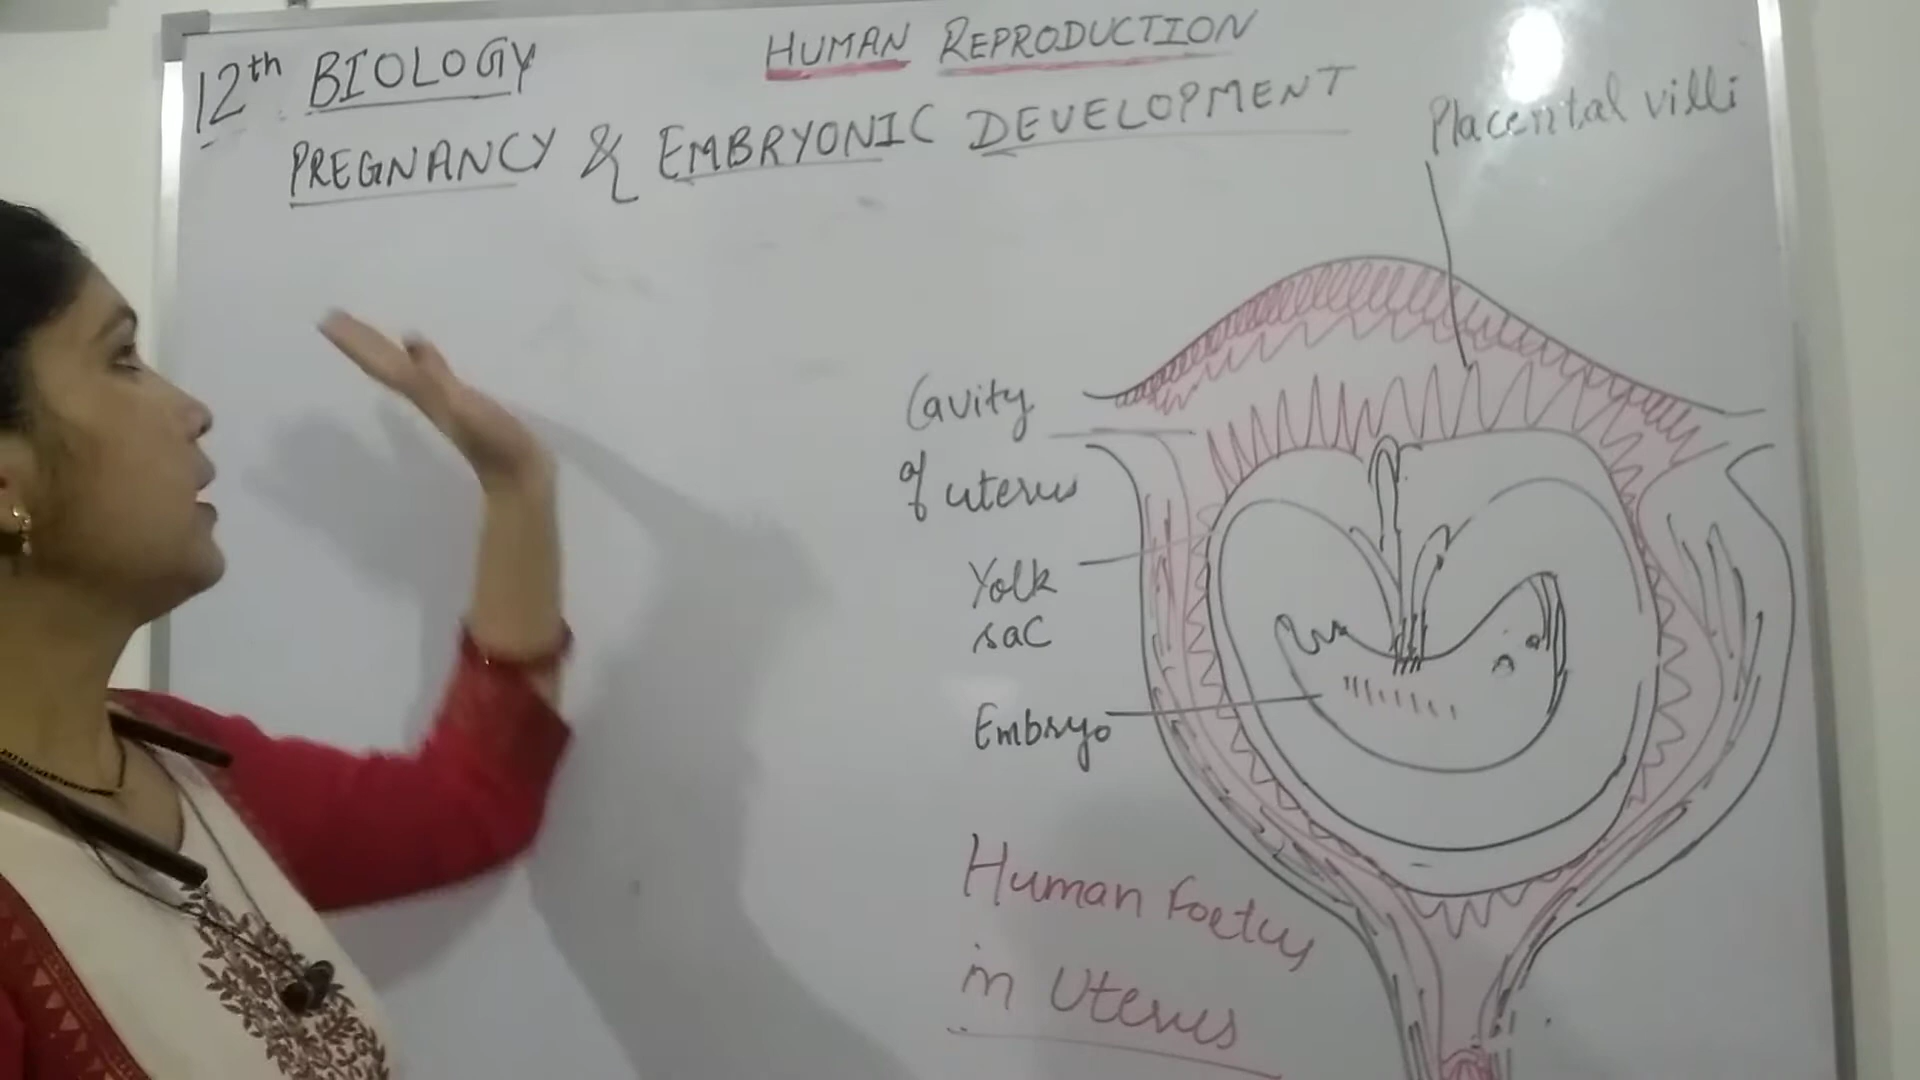 12th BIOLOGY
HUMAN REPRODUCTION
PREGNANCY & EMBRYONIC DEVELOPMENT
Placental villi
Cavity
of uterus
Yolk
sac
Embryo
Human Foetus
in Uterus